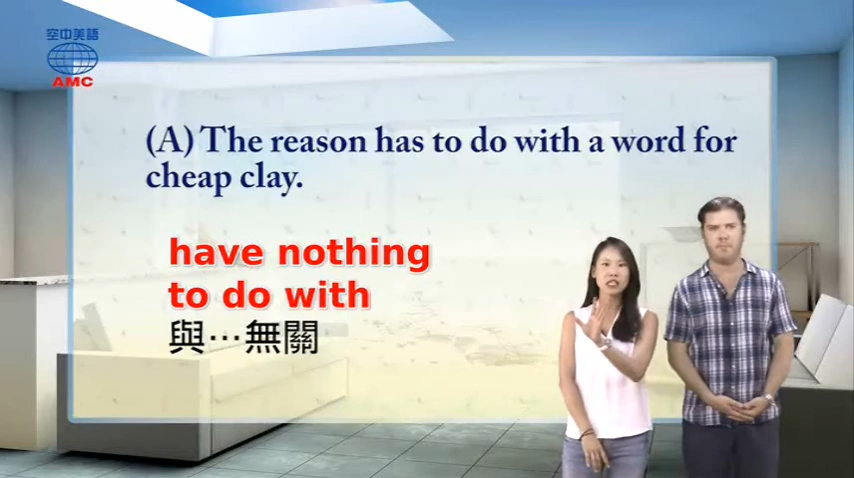 空中美語
AMC
(A) The reason has to do with a word for
cheap clay.
have nothing
to do with
與…無關